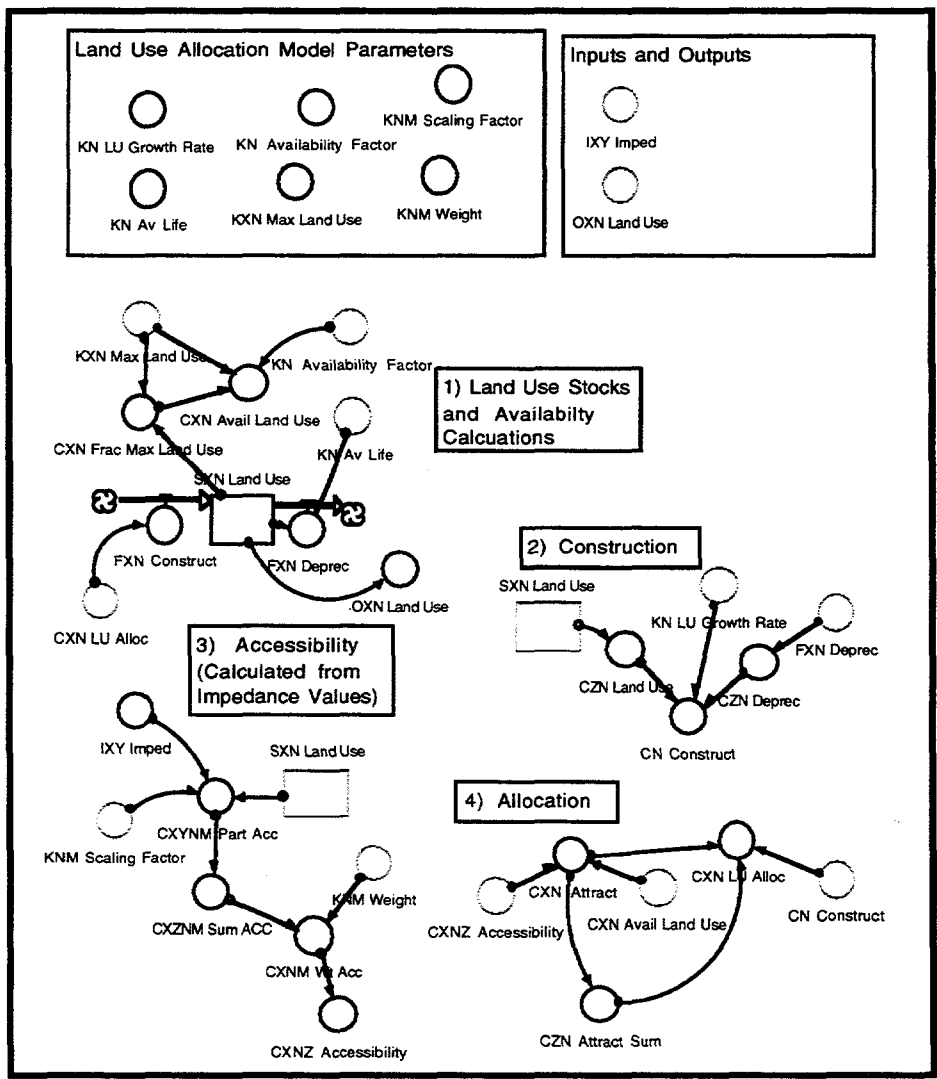 Land Use Allocation Model Parameters
KN LU Growth Rate
KN Availability Factor
KNM Scaling Factor
KN Av Life
KXN Max Land Use
KNM Weight
Inputs and Outputs
IXY Imped
OXN Land Use
KXN Max Land Use
KN Availability Factor
CXN Avail Land Use
CXN Frac Max Land Use
KN Av Life
SXN Land Use
FXN Construct
FXN Deprec
CXN LU Alloc
OXN Land Use
1) Land Use Stocks
and Availabilty
Calcuations
2) Construction
SXN Land Use
KN LU Growth Rate
FXN Deprec
CZN Land Use
CZN Deprec
CN Construct
3) Accessibility
(Calculated from
Impedance Values)
IXY Imped
SXN Land Use
CXYNM Part Acc
KNM Scaling Factor
KNM Weight
CXZNM Sum ACC
CXNM Wt Acc
CXNZ Accessibility
4) Allocation
CXN Attract
CXN LU Alloc
CXNZ Accessibility
CXN Avail Land Use
CN Construct
CZN Attract Sum